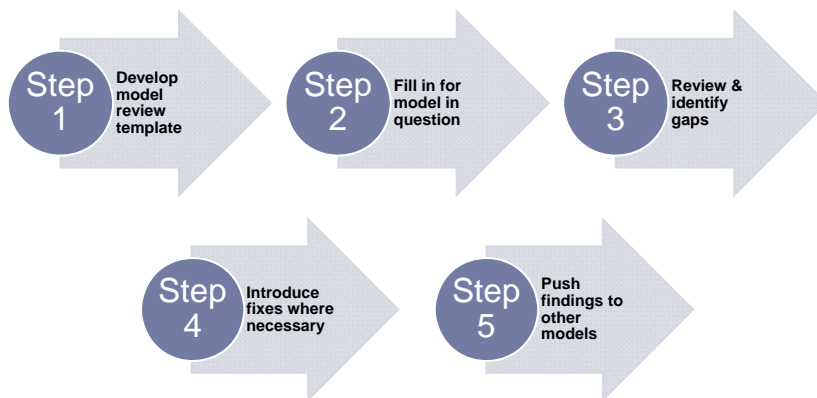 Step
1
Develop
model
review
template
Step
2
Fill in for
model in
question
Step
3
Review &
identify
gaps
Step
4
Introduce
fixes where
necessary
Step
5
Push
findings to
other
models